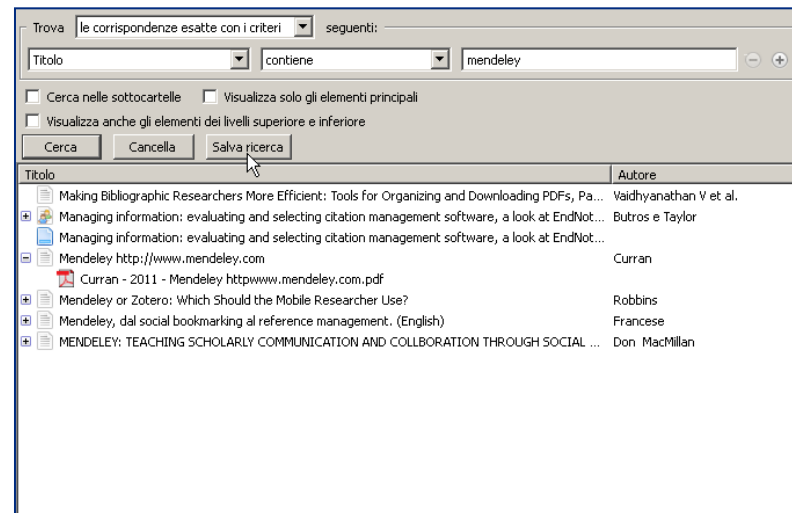 Trova le corrispondenze esatte con i criteri seguenti:
Titolo contiene mendeley
Cerca nelle sottocartelle Visualizza solo gli elementi principali
Visualizza anche gli elementi dei livelli superiore e inferiore
Cerca Cancella Salva ricerca
Titolo Autore
Making Bibliographic Researchers More Efficient: Tools for Organizing and Downloading PDFs, Pa... Vaidhyanathan V et al.
Managing information: evaluating and selecting citation management software, a look at EndNot... Butros e Taylor
Managing information: evaluating and selecting citation management software, a look at EndNot...
Mendeley http://www.mendeley.com Curran
Curran - 2011 - Mendeley httpwww.mendeley.com.pdf
Mendeley or Zotero: Which Should the Mobile Researcher Use? Robbins
Mendeley, dal social bookmarking al reference management. (English) Francese
MENDELEY: TEACHING SCHOLARLY COMMUNICATION AND COLLBORATION THROUGH SOCIAL ... Don MacMillan